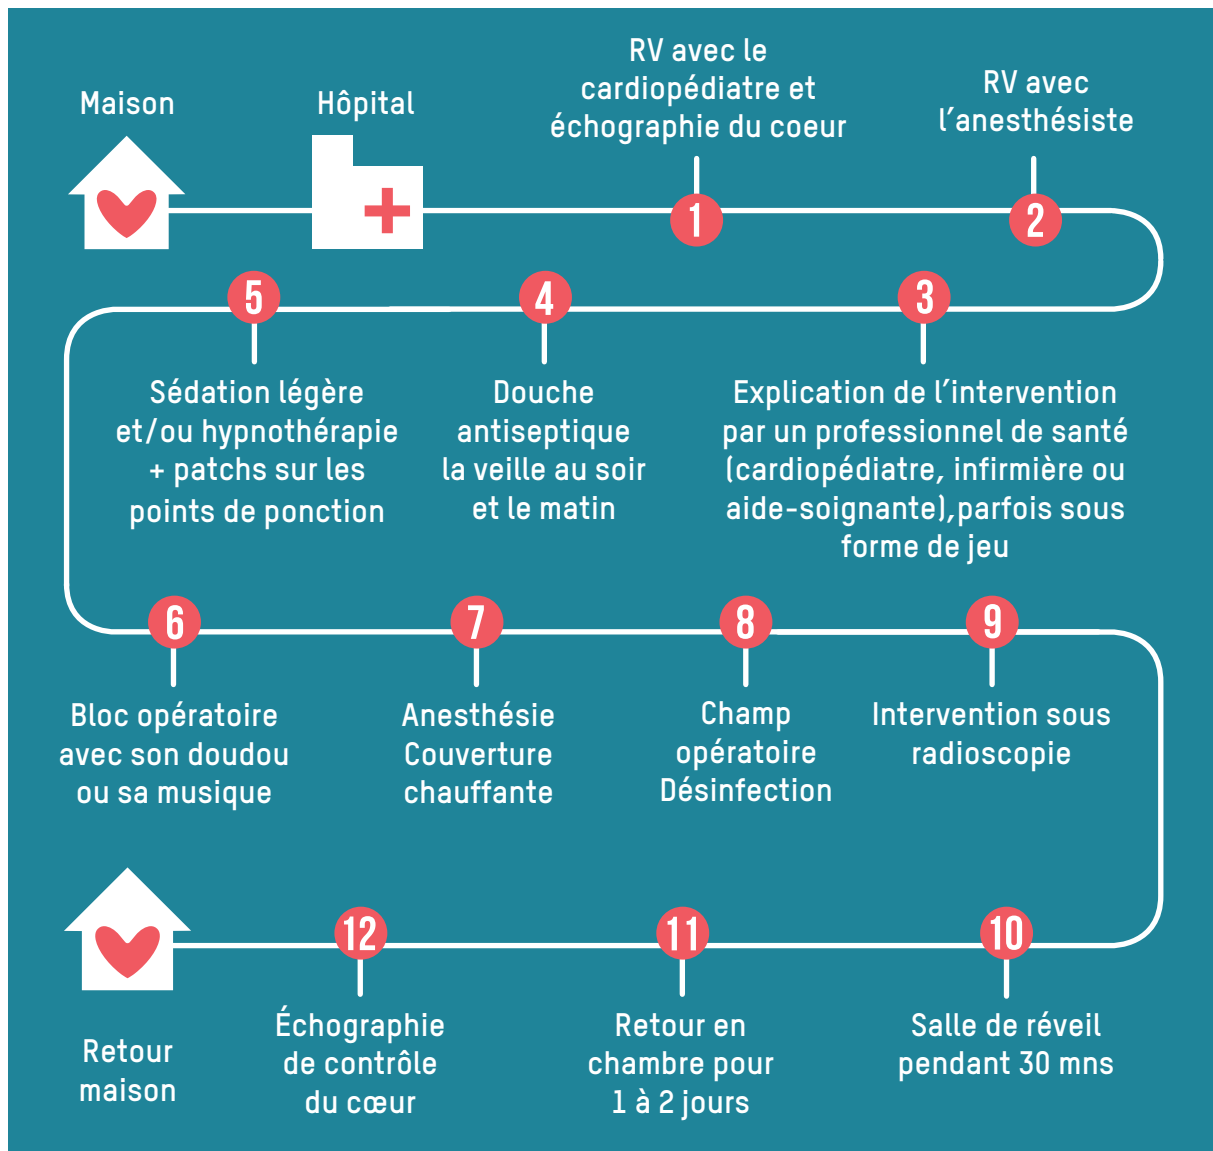 Maison
Hôpital
RV avec le
cardiopédiatre et
échographie du coeur
RV avec
l'anesthésiste
1
2
3
Explication de l'intervention
par un professionnel de santé
(cardiopédiatre, infirmière ou
aide-soignante),parfois sous
forme de jeu
4
Douche
antiseptique
la veille au soir
et le matin
5
Sédation légère
et/ou hypnothérapie
+ patchs sur les
points de ponction
6
Bloc opératoire
avec son doudou
ou sa musique
7
Anesthésie
Couverture
chauffante
8
Champ
opératoire
Désinfection
9
Intervention sous
radioscopie
10
Salle de réveil
pendant 30 mns
11
Retour en
chambre pour
1 à 2 jours
12
Échographie
de contrôle
du cœur
Retour
maison